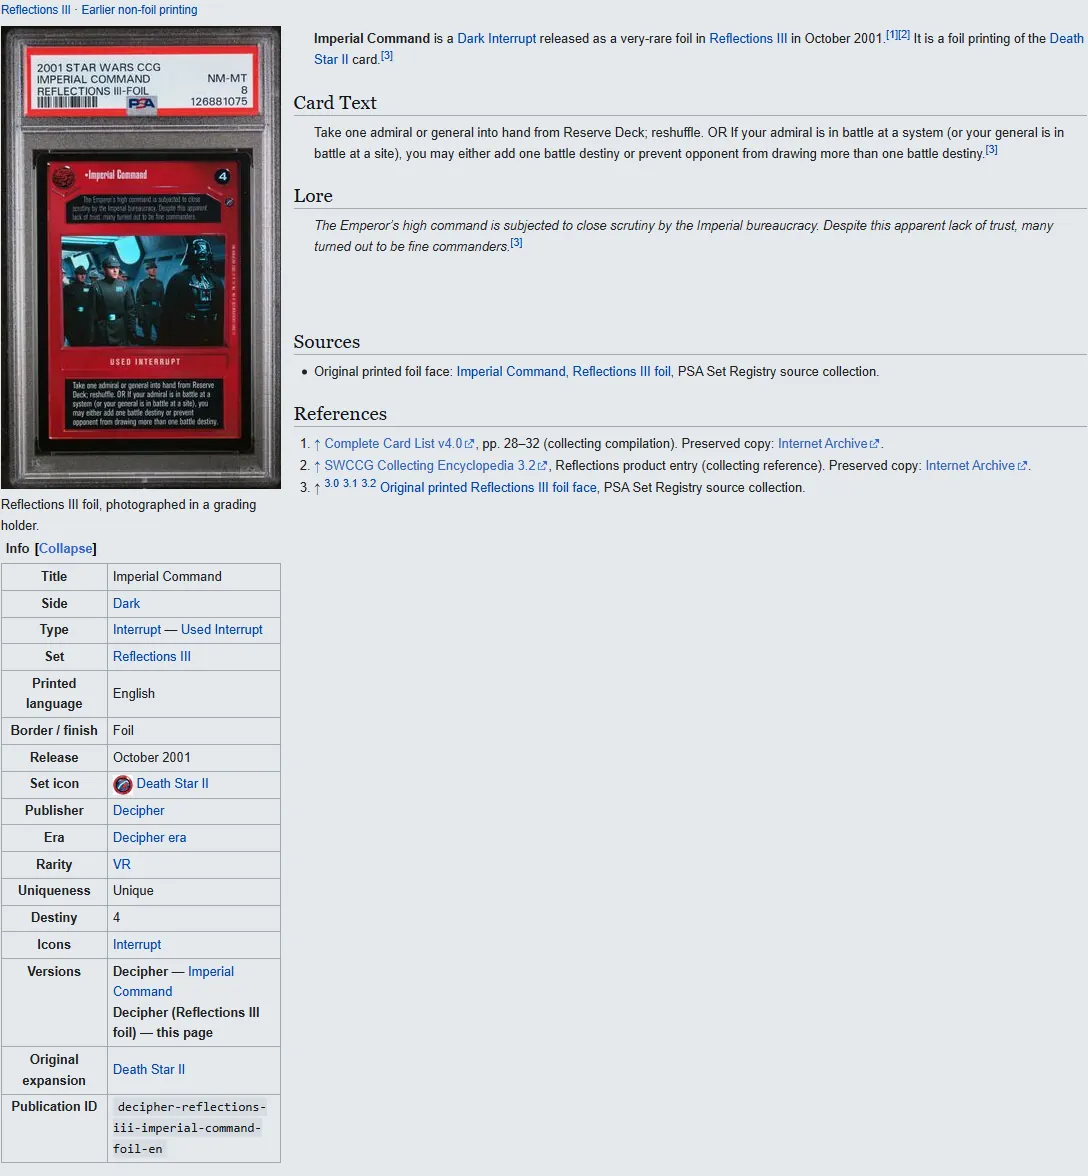 Reflections III · Earlier non-foil printing
2001 STAR WARS CCG
IMPERIAL COMMAND NM-MT
REFLECTIONS III-FOIL 8
PSA 126881075
•Imperial Command 4
The Emperor's high command is subjected to close
scrutiny by the Imperial bureaucracy. Despite this apparent
lack of trust, many turned out to be fine commanders.
USED INTERRUPT
Take one admiral or general into hand from Reserve
Deck; reshuffle. OR If your admiral is in battle at a
system (or your general is in battle at a site), you
may either add one battle destiny or prevent
opponent from drawing more than one battle destiny.
Reflections III foil, photographed in a grading
holder.
Info [Collapse]
Title Imperial Command
Side Dark
Type Interrupt — Used Interrupt
Set Reflections III
Printed
language English
Border / finish Foil
Release October 2001
Set icon Death Star II
Publisher Decipher
Era Decipher era
Rarity VR
Uniqueness Unique
Destiny 4
Icons Interrupt
Versions Decipher — Imperial
Command
Decipher (Reflections III
foil) — this page
Original
expansion Death Star II
Publication ID decipher-reflections-
iii-imperial-command-
foil-en
Imperial Command is a Dark Interrupt released as a very-rare foil in Reflections III in October 2001.[1][2] It is a foil printing of the Death
Star II card.[3]
Card Text
Take one admiral or general into hand from Reserve Deck; reshuffle. OR If your admiral is in battle at a system (or your general is in
battle at a site), you may either add one battle destiny or prevent opponent from drawing more than one battle destiny.[3]
Lore
The Emperor's high command is subjected to close scrutiny by the Imperial bureaucracy. Despite this apparent lack of trust, many
turned out to be fine commanders.[3]
Sources
• Original printed foil face: Imperial Command, Reflections III foil, PSA Set Registry source collection.
References
1. ↑ Complete Card List v4.0, pp. 28–32 (collecting compilation). Preserved copy: Internet Archive.
2. ↑ SWCCG Collecting Encyclopedia 3.2, Reflections product entry (collecting reference). Preserved copy: Internet Archive.
3. ↑ 3.0 3.1 3.2 Original printed Reflections III foil face, PSA Set Registry source collection.